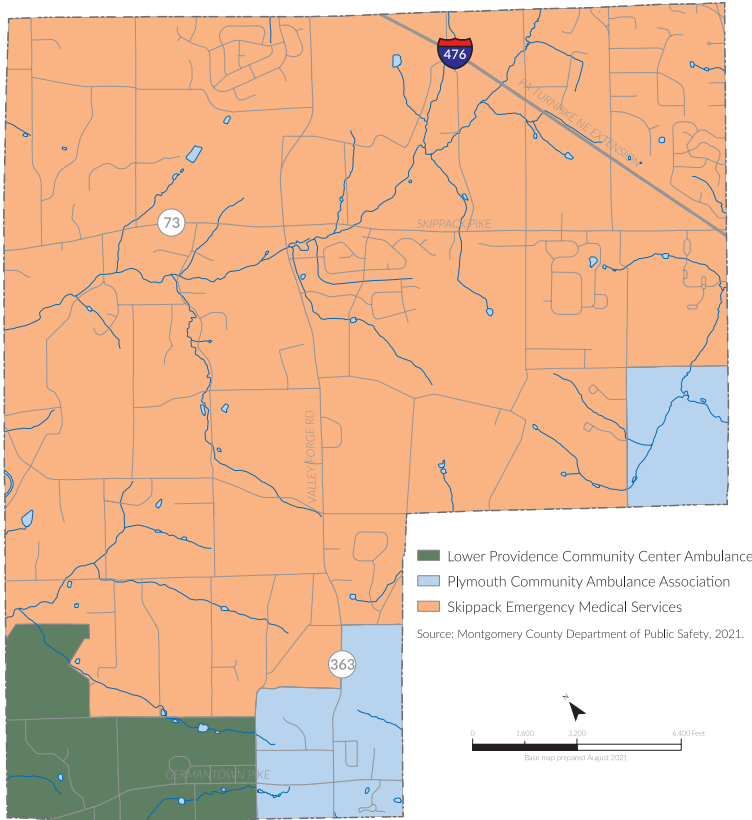 476
PA TURNPIKE NE EXTENSION
73
SKIPPACK PIKE
VALLEY FORGE RD
Lower Providence Community Center Ambulance
Plymouth Community Ambulance Association
Skippack Emergency Medical Services
Source: Montgomery County Department of Public Safety, 2021.
363
N
0 1,600 3,200 6,400 Feet
Base map prepared August 2021
GERMANTOWN PIKE